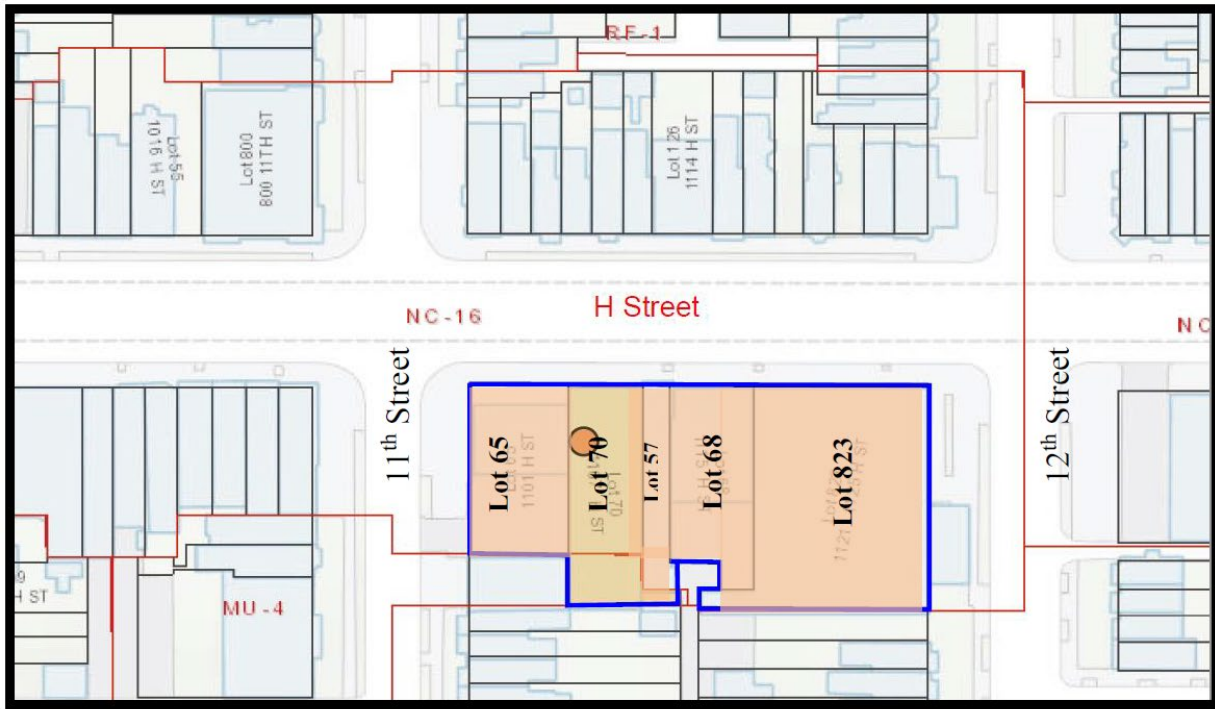 RF-1
Lot 800
800 11TH ST
1016 H ST
Lot 126
1114 H ST
NC-16
H Street
NC
11th Street
12th Street
Lot 65
1101 H ST
Lot 70
Lot 70
Lot 57
Lot 68
Lot 823
H ST
MU-4